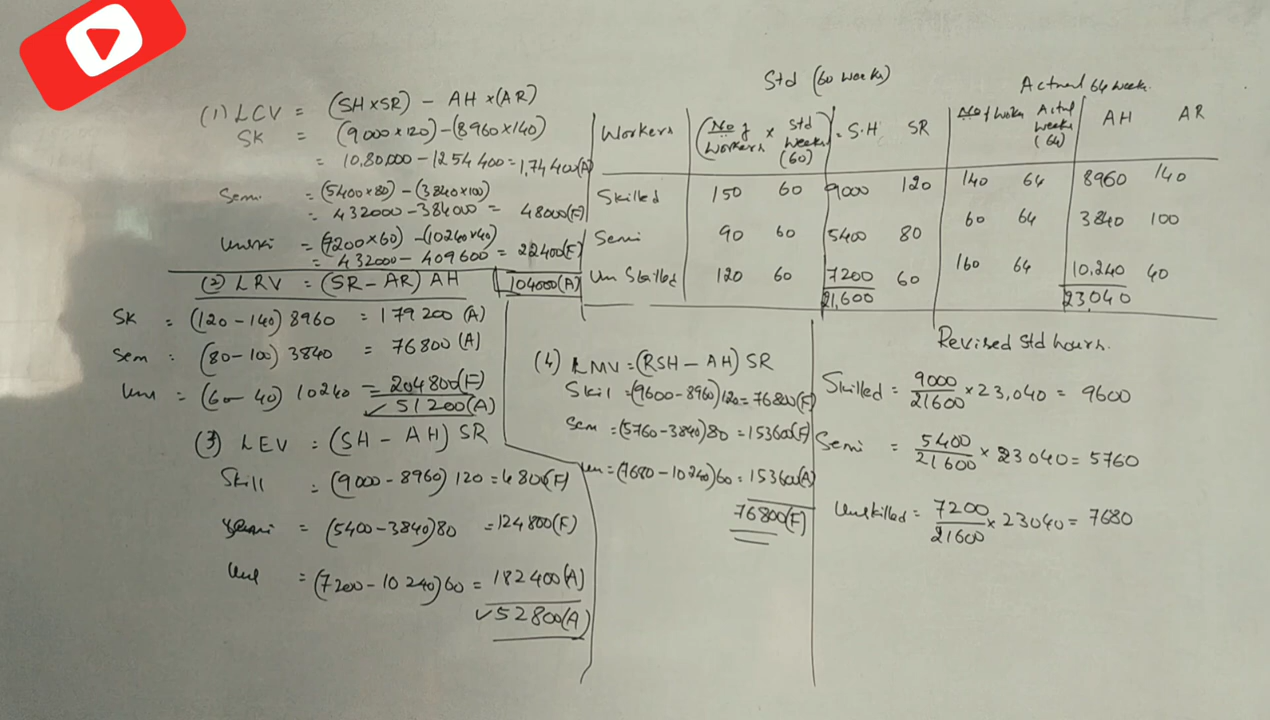 (1) LCV = (SH×SR) - AH×(AR)
SK = (9000×120)-(8960×140)
= 10,80,000 - 1254 400 = 1,74 400(A)
Semi = (5400×80) - (3840×100)
= 432000 - 384000 = 48000(F)
Unski = (7200×60) - (10240×40)
= 432000 - 409600 = 22400(F)
104000(A)
(2) LRV = (SR - AR) AH
SK = (120-140) 8960 = 179200 (A)
Sem = (80-100) 3840 = 76800 (A)
Uns = (60-40) 10240 = 204800(F)
✓ 51200(A)
(3) LEV = (SH - AH) SR
Skill = (9000-8960) 120 = 4800(F)
Semi = (5400-3840)80 = 124800(F)
Unl = (7200-10240)60 = 182400(A)
✓52800(A)
Std (60 weeks) Actual 64 week.
Workers (No of workers × Std weeks (60)) = S.H SR No of Workers Actual weeks (64) AH AR
Skilled 150 60 9000 120 140 64 8960 140
Semi 90 60 5400 80 60 64 3840 100
Un Skilled 120 60 7200 60 160 64 10,240 40
21,600 23,040
(4) LMV = (RSH - AH) SR
Skil = (9600-8960)120 = 76800(F)
Sem = (5760-3840)80 = 153600(F)
Un = (7680-10240)60 = 153600(A)
76800(F)
Revised Std hours.
Skilled = 9000/21600 × 23,040 = 9600
Semi = 5400/21600 × 23040 = 5760
Unskilled = 7200/21600 × 23040 = 7680